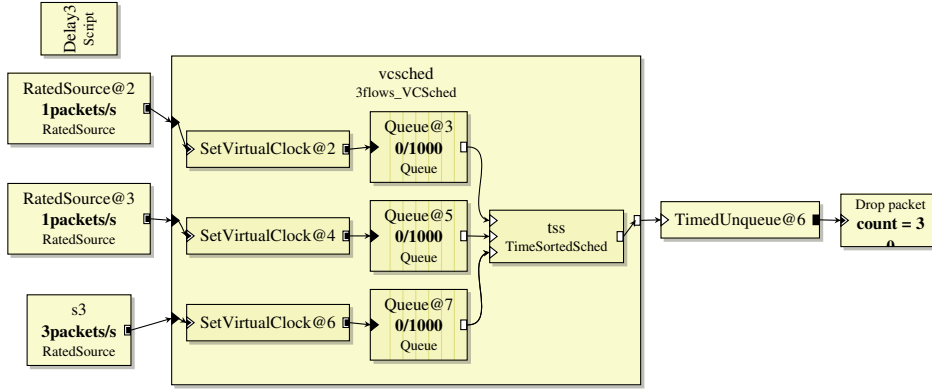 Delay3
Script
RatedSource@2
1packets/s
RatedSource
RatedSource@3
1packets/s
RatedSource
s3
3packets/s
RatedSource
vcsched
3flows_VCSched
SetVirtualClock@2
Queue@3
0/1000
Queue
SetVirtualClock@4
Queue@5
0/1000
Queue
SetVirtualClock@6
Queue@7
0/1000
Queue
tss
TimeSortedSched
TimedUnqueue@6
Drop packet
count = 3